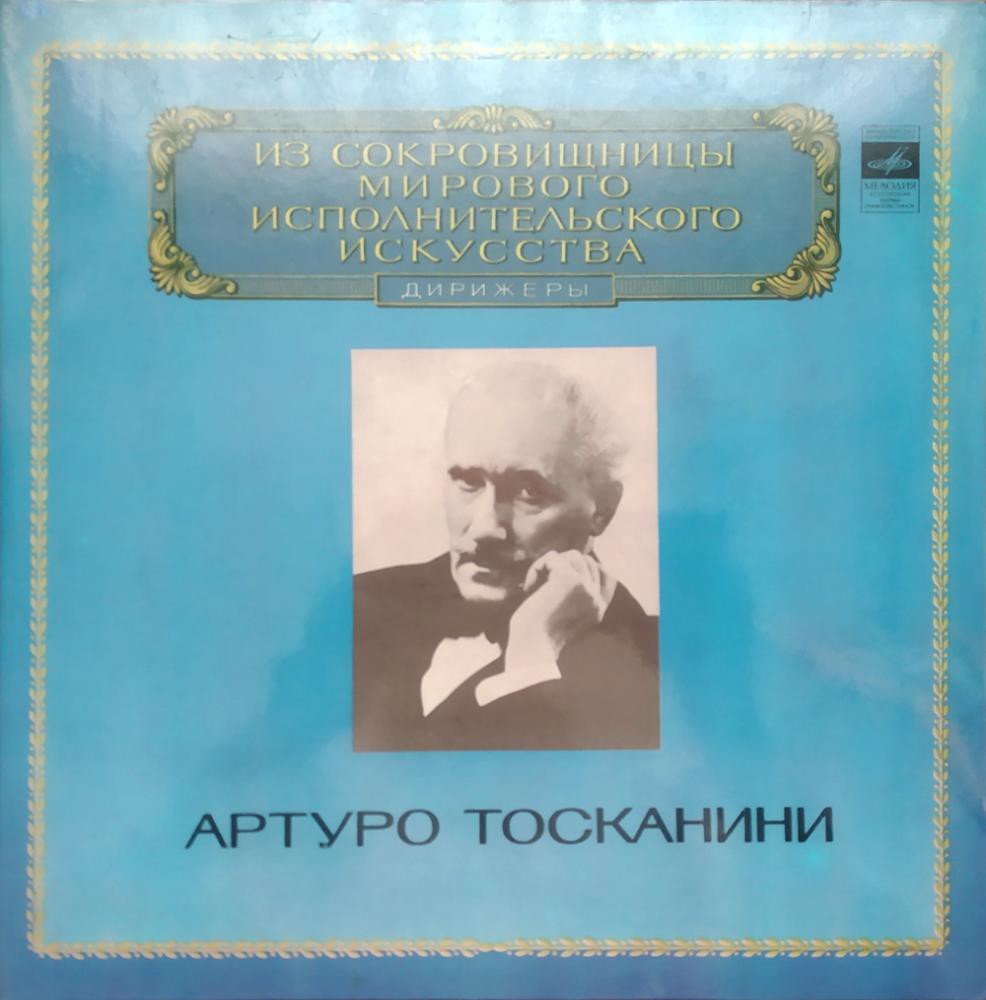 ИЗ СОКРОВИЩНИЦЫ
МИРОВОГО
ИСПОЛНИТЕЛЬСКОГО
ИСКУССТВА
ДИРИЖЕРЫ
МЕЛОДИЯ
АРТУРО ТОСКАНИНИ